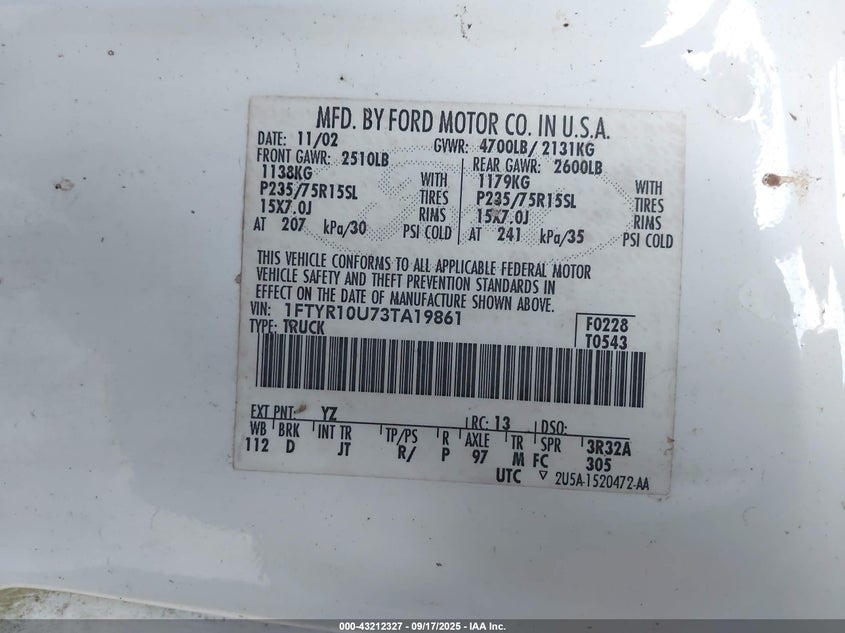 MFD. BY FORD MOTOR CO. IN U.S.A.
DATE: 11/02 GVWR: 4700LB/ 2131KG
FRONT GAWR: 2510LB REAR GAWR: 2600LB
1138KG WITH 1179KG WITH
P235/75R15SL TIRES P235/75R15SL TIRES
15X7.0J RIMS 15X7.0J RIMS
AT 207 kPa/30 PSI COLD AT 241 kPa/35 PSI COLD
THIS VEHICLE CONFORMS TO ALL APPLICABLE FEDERAL MOTOR
VEHICLE SAFETY AND THEFT PREVENTION STANDARDS IN
EFFECT ON THE DATE OF MANUFACTURE SHOWN ABOVE.
VIN: 1FTYR10U73TA19861 F0228
TYPE: TRUCK T0543
EXT PNT: YZ RC: 13 DSO:
WB BRK INT TR TP/PS R AXLE TR SPR 3R32A
112 D JT R/ P 97 M FC 305
UTC ▽ 2U5A-1520472-AA
000-43212327 - 09/17/2025 - IAA Inc.